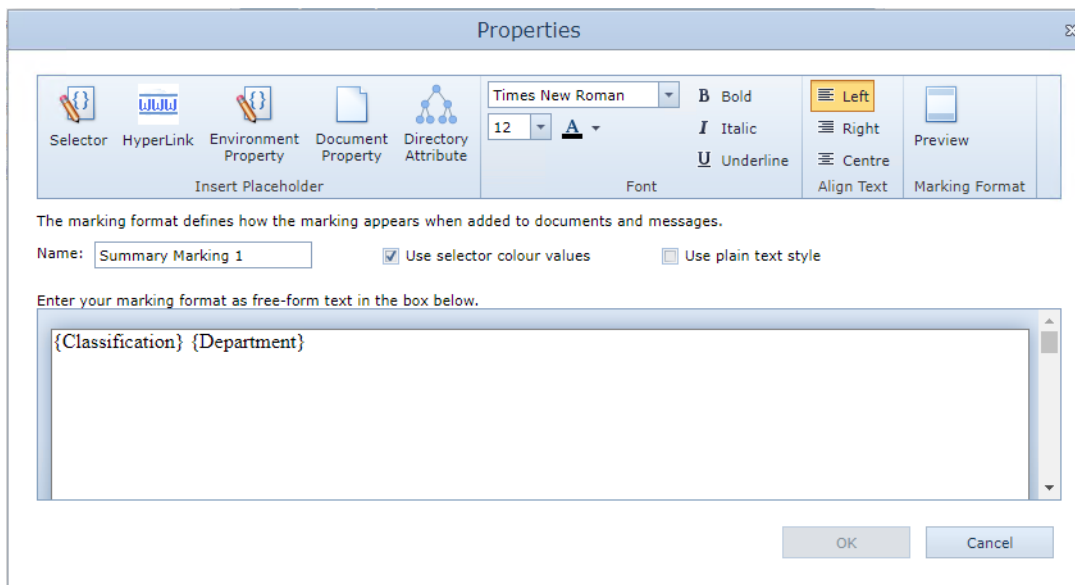 Properties
Selector
HyperLink
Environment
Property
Document
Property
Directory
Attribute
Insert Placeholder
Times New Roman
12
A
B Bold
I Italic
U Underline
Font
Left
Right
Centre
Align Text
Preview
Marking Format
The marking format defines how the marking appears when added to documents and messages.
Name: Summary Marking 1
Use selector colour values
Use plain text style
Enter your marking format as free-form text in the box below.
{Classification} {Department}
OK
Cancel